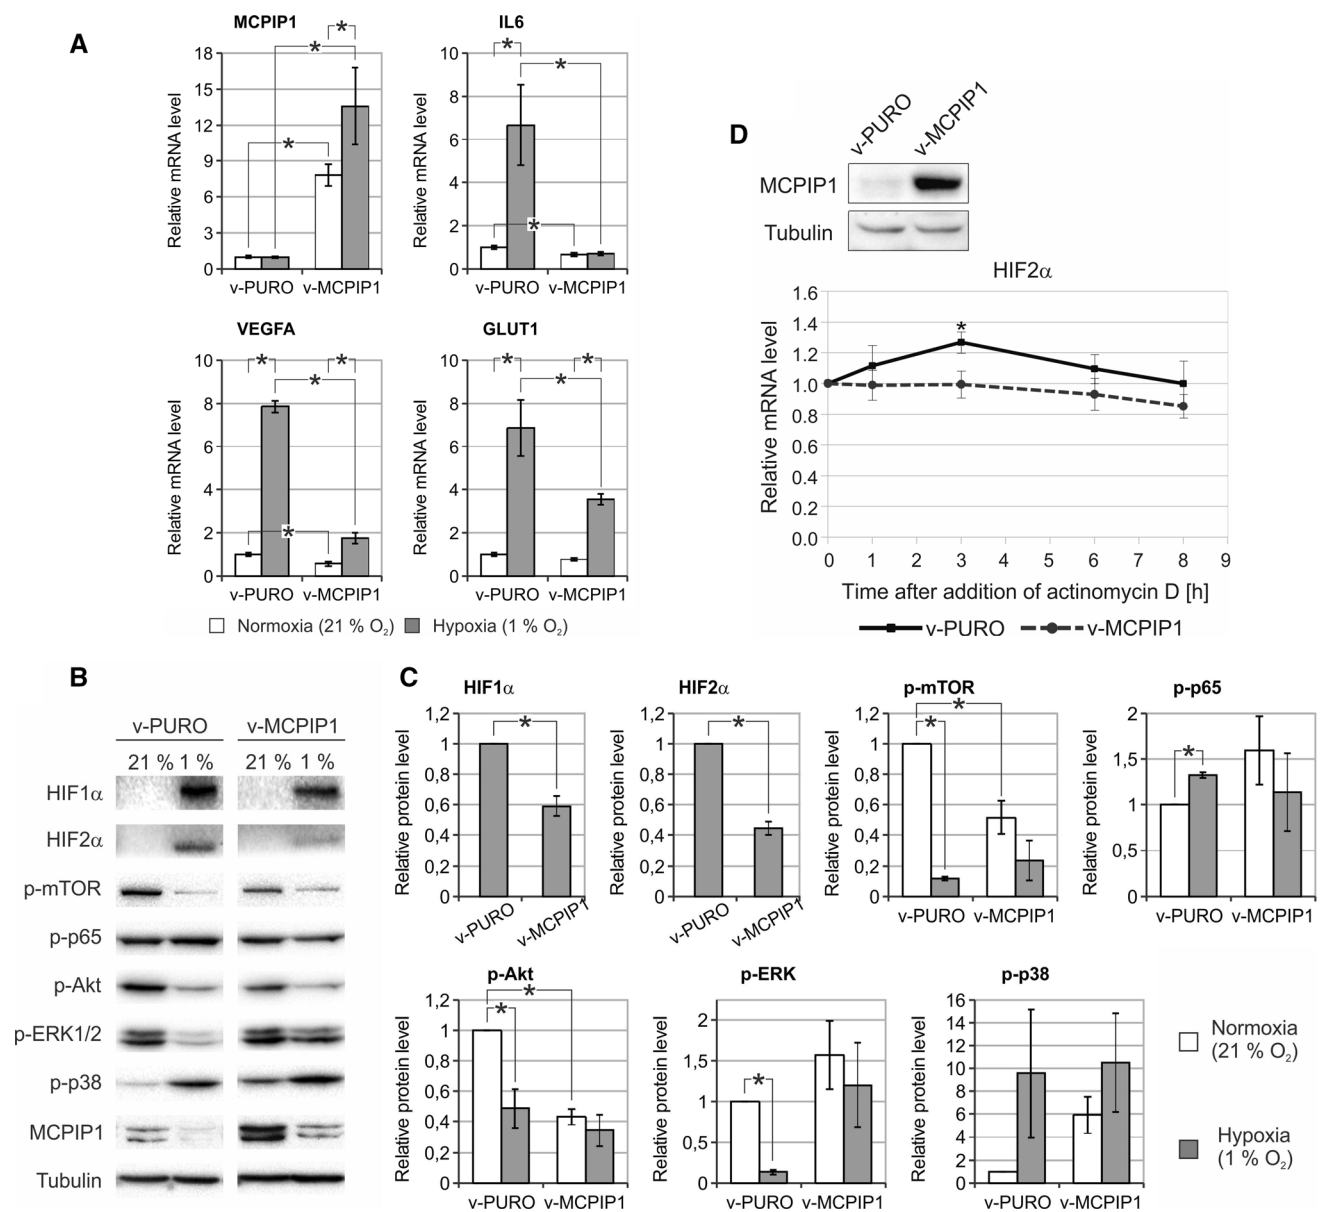 A
MCPIP1
Relative mRNA level
18
15
12
9
6
3
0
*
*
*
v-PURO v-MCPIP1
IL6
Relative mRNA level
10
8
6
4
2
0
*
*
*
v-PURO v-MCPIP1
VEGFA
Relative mRNA level
10
8
6
4
2
0
*
*
*
*
v-PURO v-MCPIP1
GLUT1
Relative mRNA level
10
8
6
4
2
0
*
*
*
v-PURO v-MCPIP1
Normoxia (21 % O₂) Hypoxia (1 % O₂)
D
v-PURO v-MCPIP1
MCPIP1
Tubulin
HIF2α
Relative mRNA level
1.6
1.4
1.2
1.0
0.8
0.6
0.4
0.2
0.0
*
0 1 2 3 4 5 6 7 8 9
Time after addition of actinomycin D [h]
v-PURO v-MCPIP1
B
v-PURO v-MCPIP1
21 % 1 % 21 % 1 %
HIF1α
HIF2α
p-mTOR
p-p65
p-Akt
p-ERK1/2
p-p38
MCPIP1
Tubulin
C
HIF1α
Relative protein level
1,2
1
0,8
0,6
0,4
0,2
0
*
v-PURO v-MCPIP1
HIF2α
Relative protein level
1,2
1
0,8
0,6
0,4
0,2
0
*
v-PURO v-MCPIP1
p-mTOR
Relative protein level
1,2
1
0,8
0,6
0,4
0,2
0
*
*
v-PURO v-MCPIP1
p-p65
Relative protein level
2
1,5
1
0,5
0
*
v-PURO v-MCPIP1
p-Akt
Relative protein level
1,2
1
0,8
0,6
0,4
0,2
0
*
*
v-PURO v-MCPIP1
p-ERK
Relative protein level
2
1,5
1
0,5
0
*
v-PURO v-MCPIP1
p-p38
Relative protein level
16
14
12
10
8
6
4
2
0
v-PURO v-MCPIP1
Normoxia
(21 % O₂)
Hypoxia
(1 % O₂)